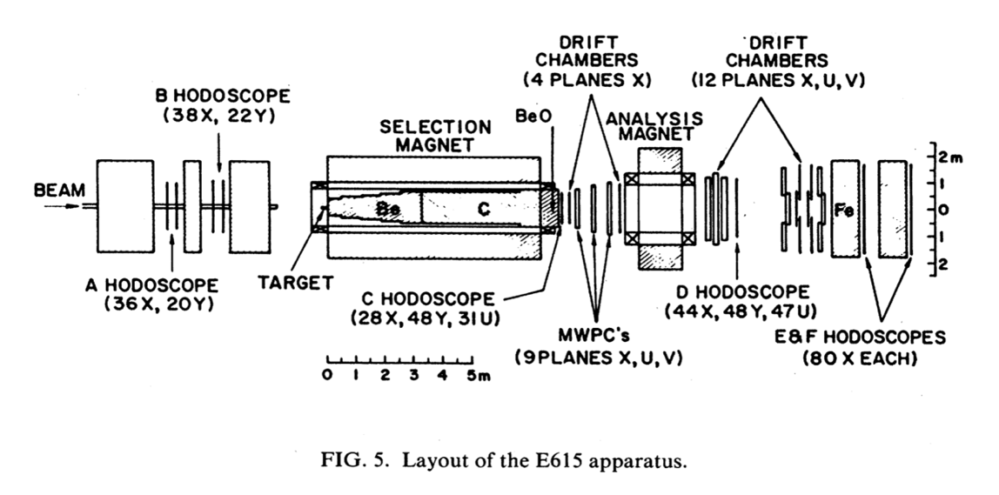 DRIFT
CHAMBERS
(4 PLANES X)
DRIFT
CHAMBERS
(12 PLANES X, U, V)
B HODOSCOPE
(38X, 22Y)
SELECTION
MAGNET
BeO
ANALYSIS
MAGNET
BEAM
Be
C
Fe
2m
1
0
1
2
A HODOSCOPE
(36X, 20Y)
TARGET
C HODOSCOPE
(28X, 48Y, 31U)
MWPC's
(9 PLANES X, U, V)
D HODOSCOPE
(44X, 48Y, 47U)
E&F HODOSCOPES
(80 X EACH)
0 1 2 3 4 5m
FIG. 5. Layout of the E615 apparatus.